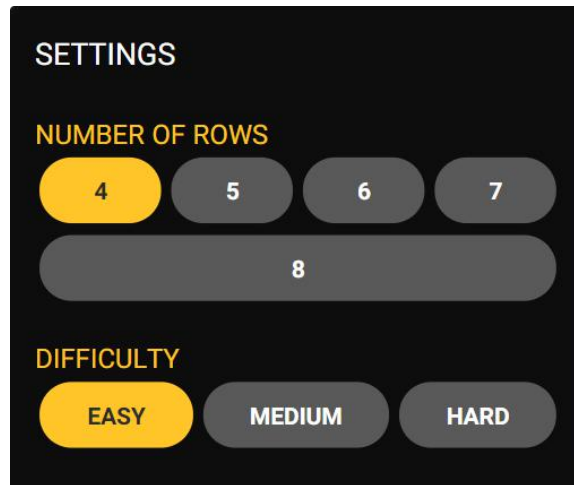 SETTINGS
NUMBER OF ROWS
4 5 6 7
8
DIFFICULTY
EASY MEDIUM HARD